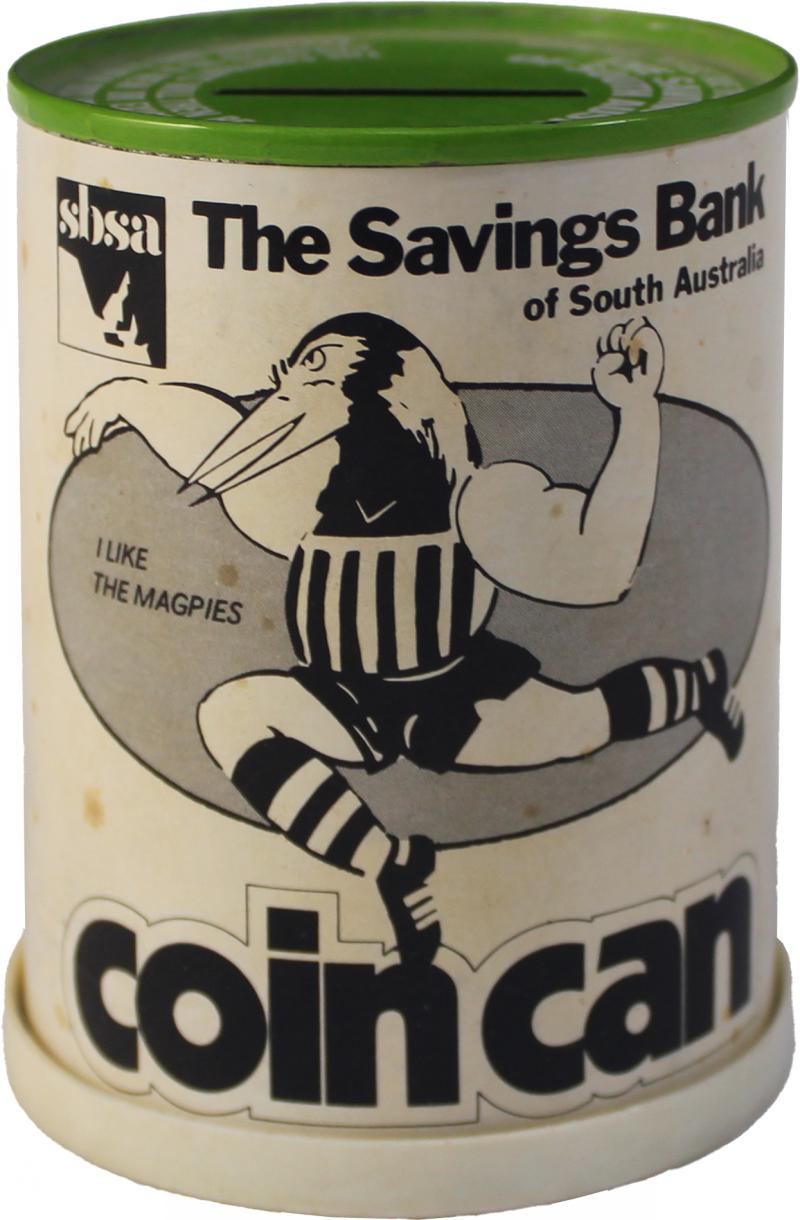 sbsa
The Savings Bank
of South Australia
I LIKE
THE MAGPIES
coin can